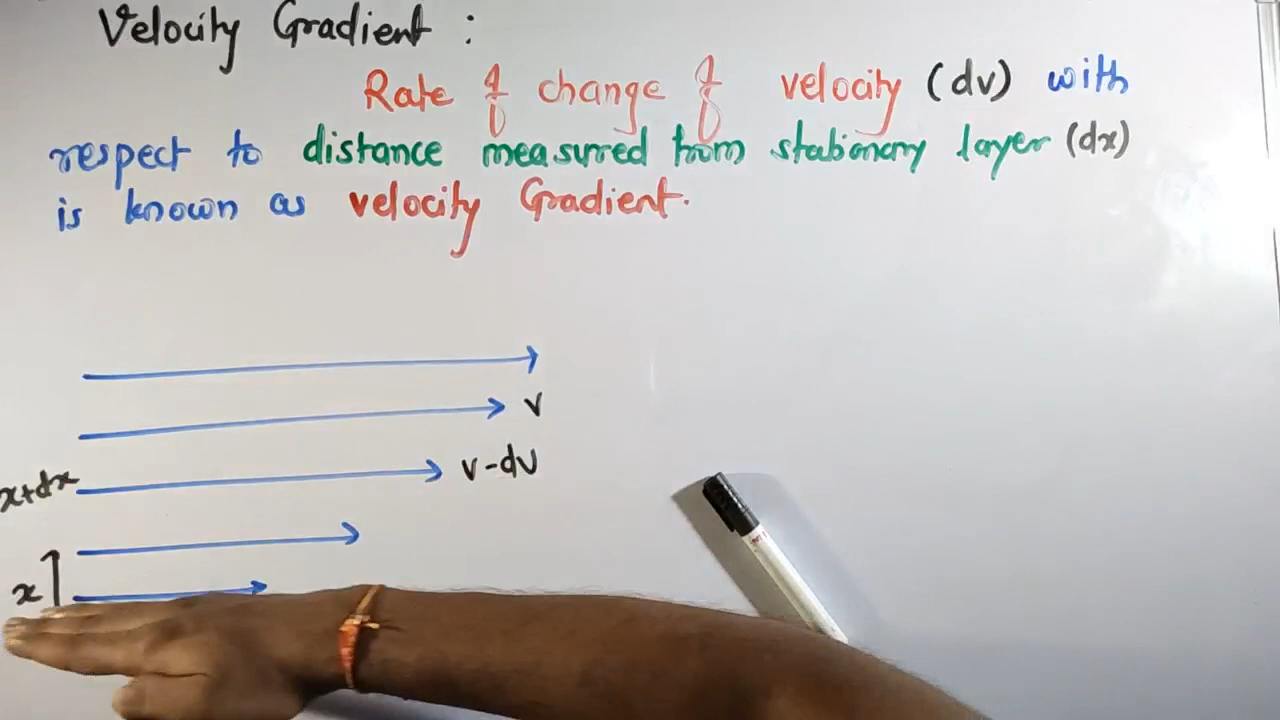 Velocity Gradient :
Rate of change of velocity (dv) with
respect to distance measured from stationary layer (dx)
is known as velocity Gradient.
v
v-dv
x+dx
x